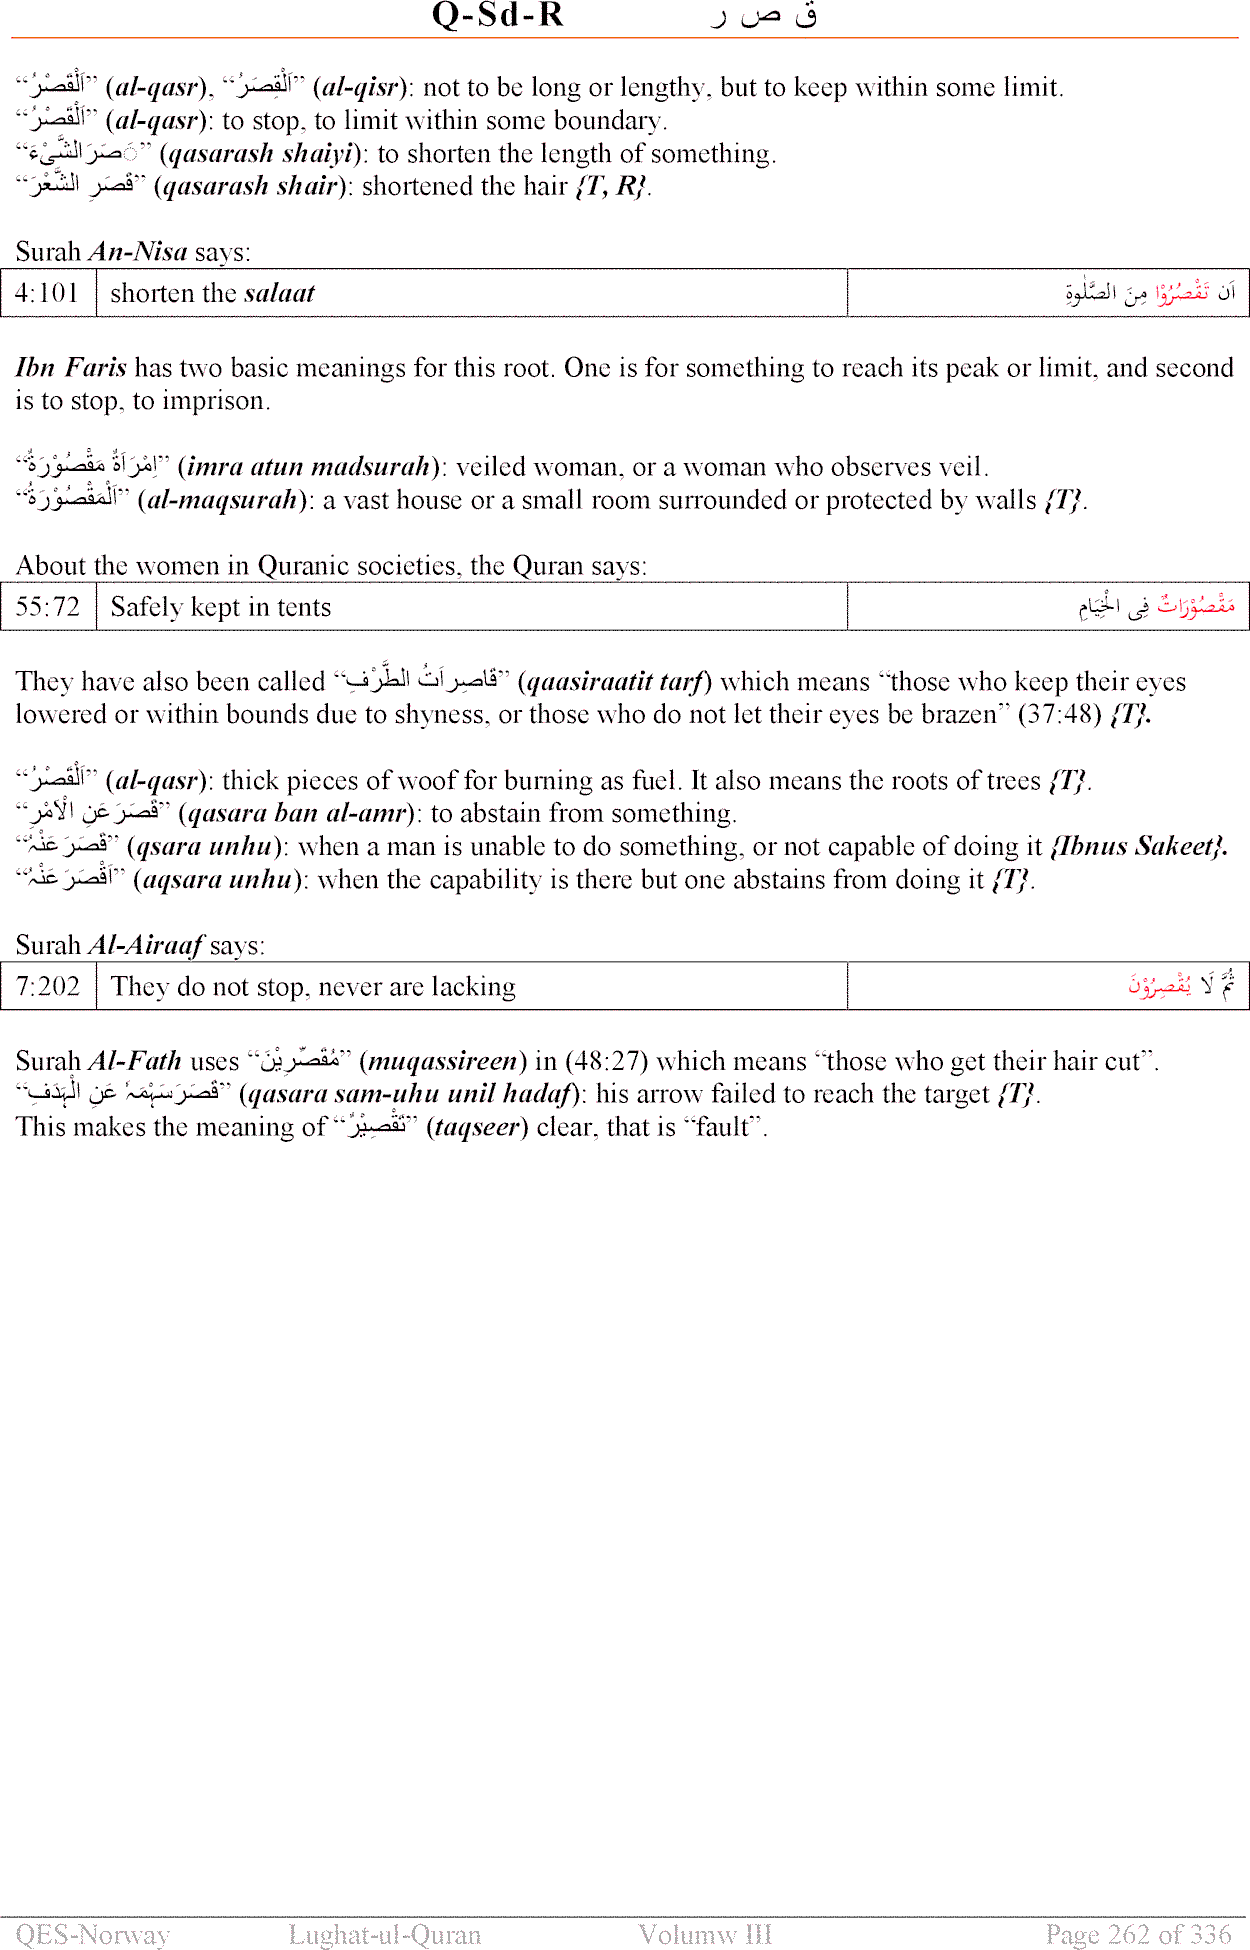 Q-Sd-R ق ص ر
“اَلْقَصْرُ” (al-qasr), “اَلْقِصَرُ” (al-qisr): not to be long or lengthy, but to keep within some limit.
“اَلْقَصْرُ” (al-qasr): to stop, to limit within some boundary.
“َصَرَ الشَّیْءَ” (qasarash shaiyi): to shorten the length of something.
“قَصَرِ الشَّعْرَ” (qasarash shair): shortened the hair {T, R}.
Surah An-Nisa says:
4:101 shorten the salaat اَن تَقْصُرُوْا مِنَ الصَّلٰوةِ
Ibn Faris has two basic meanings for this root. One is for something to reach its peak or limit, and second
is to stop, to imprison.
“اِمْرَاَةٌ مَقْصُوْرَةٌ” (imra atun madsurah): veiled woman, or a woman who observes veil.
“اَلْمَقْصُوْرَةُ” (al-maqsurah): a vast house or a small room surrounded or protected by walls {T}.
About the women in Quranic societies, the Quran says:
55:72 Safely kept in tents مَقْصُوْرَاتٌ فِی الْخِيَامِ
They have also been called “قَاصِرَاتُ الطَّرْفِ” (qaasiraatit tarf) which means “those who keep their eyes
lowered or within bounds due to shyness, or those who do not let their eyes be brazen” (37:48) {T}.
“اَلْقَصْرُ” (al-qasr): thick pieces of woof for burning as fuel. It also means the roots of trees {T}.
“قَصَرَ عَنِ الْاَمْرِ” (qasara ban al-amr): to abstain from something.
“قَصَرَ عَنْہُ” (qsara unhu): when a man is unable to do something, or not capable of doing it {Ibnus Sakeet}.
“اَقْصَرَ عَنْہُ” (aqsara unhu): when the capability is there but one abstains from doing it {T}.
Surah Al-Airaaf says:
7:202 They do not stop, never are lacking ثُمَّ لَا يُقْصِرُوْنَ
Surah Al-Fath uses “مُقَصِّرِيْنَ” (muqassireen) in (48:27) which means “those who get their hair cut”.
“قَصَرَ سَہْمَہٗ عَنِ الْہَدَفِ” (qasara sam-uhu unil hadaf): his arrow failed to reach the target {T}.
This makes the meaning of “تَقْصِيْرٌ” (taqseer) clear, that is “fault”.
QES-Norway Lughat-ul-Quran Volumw III Page 262 of 336